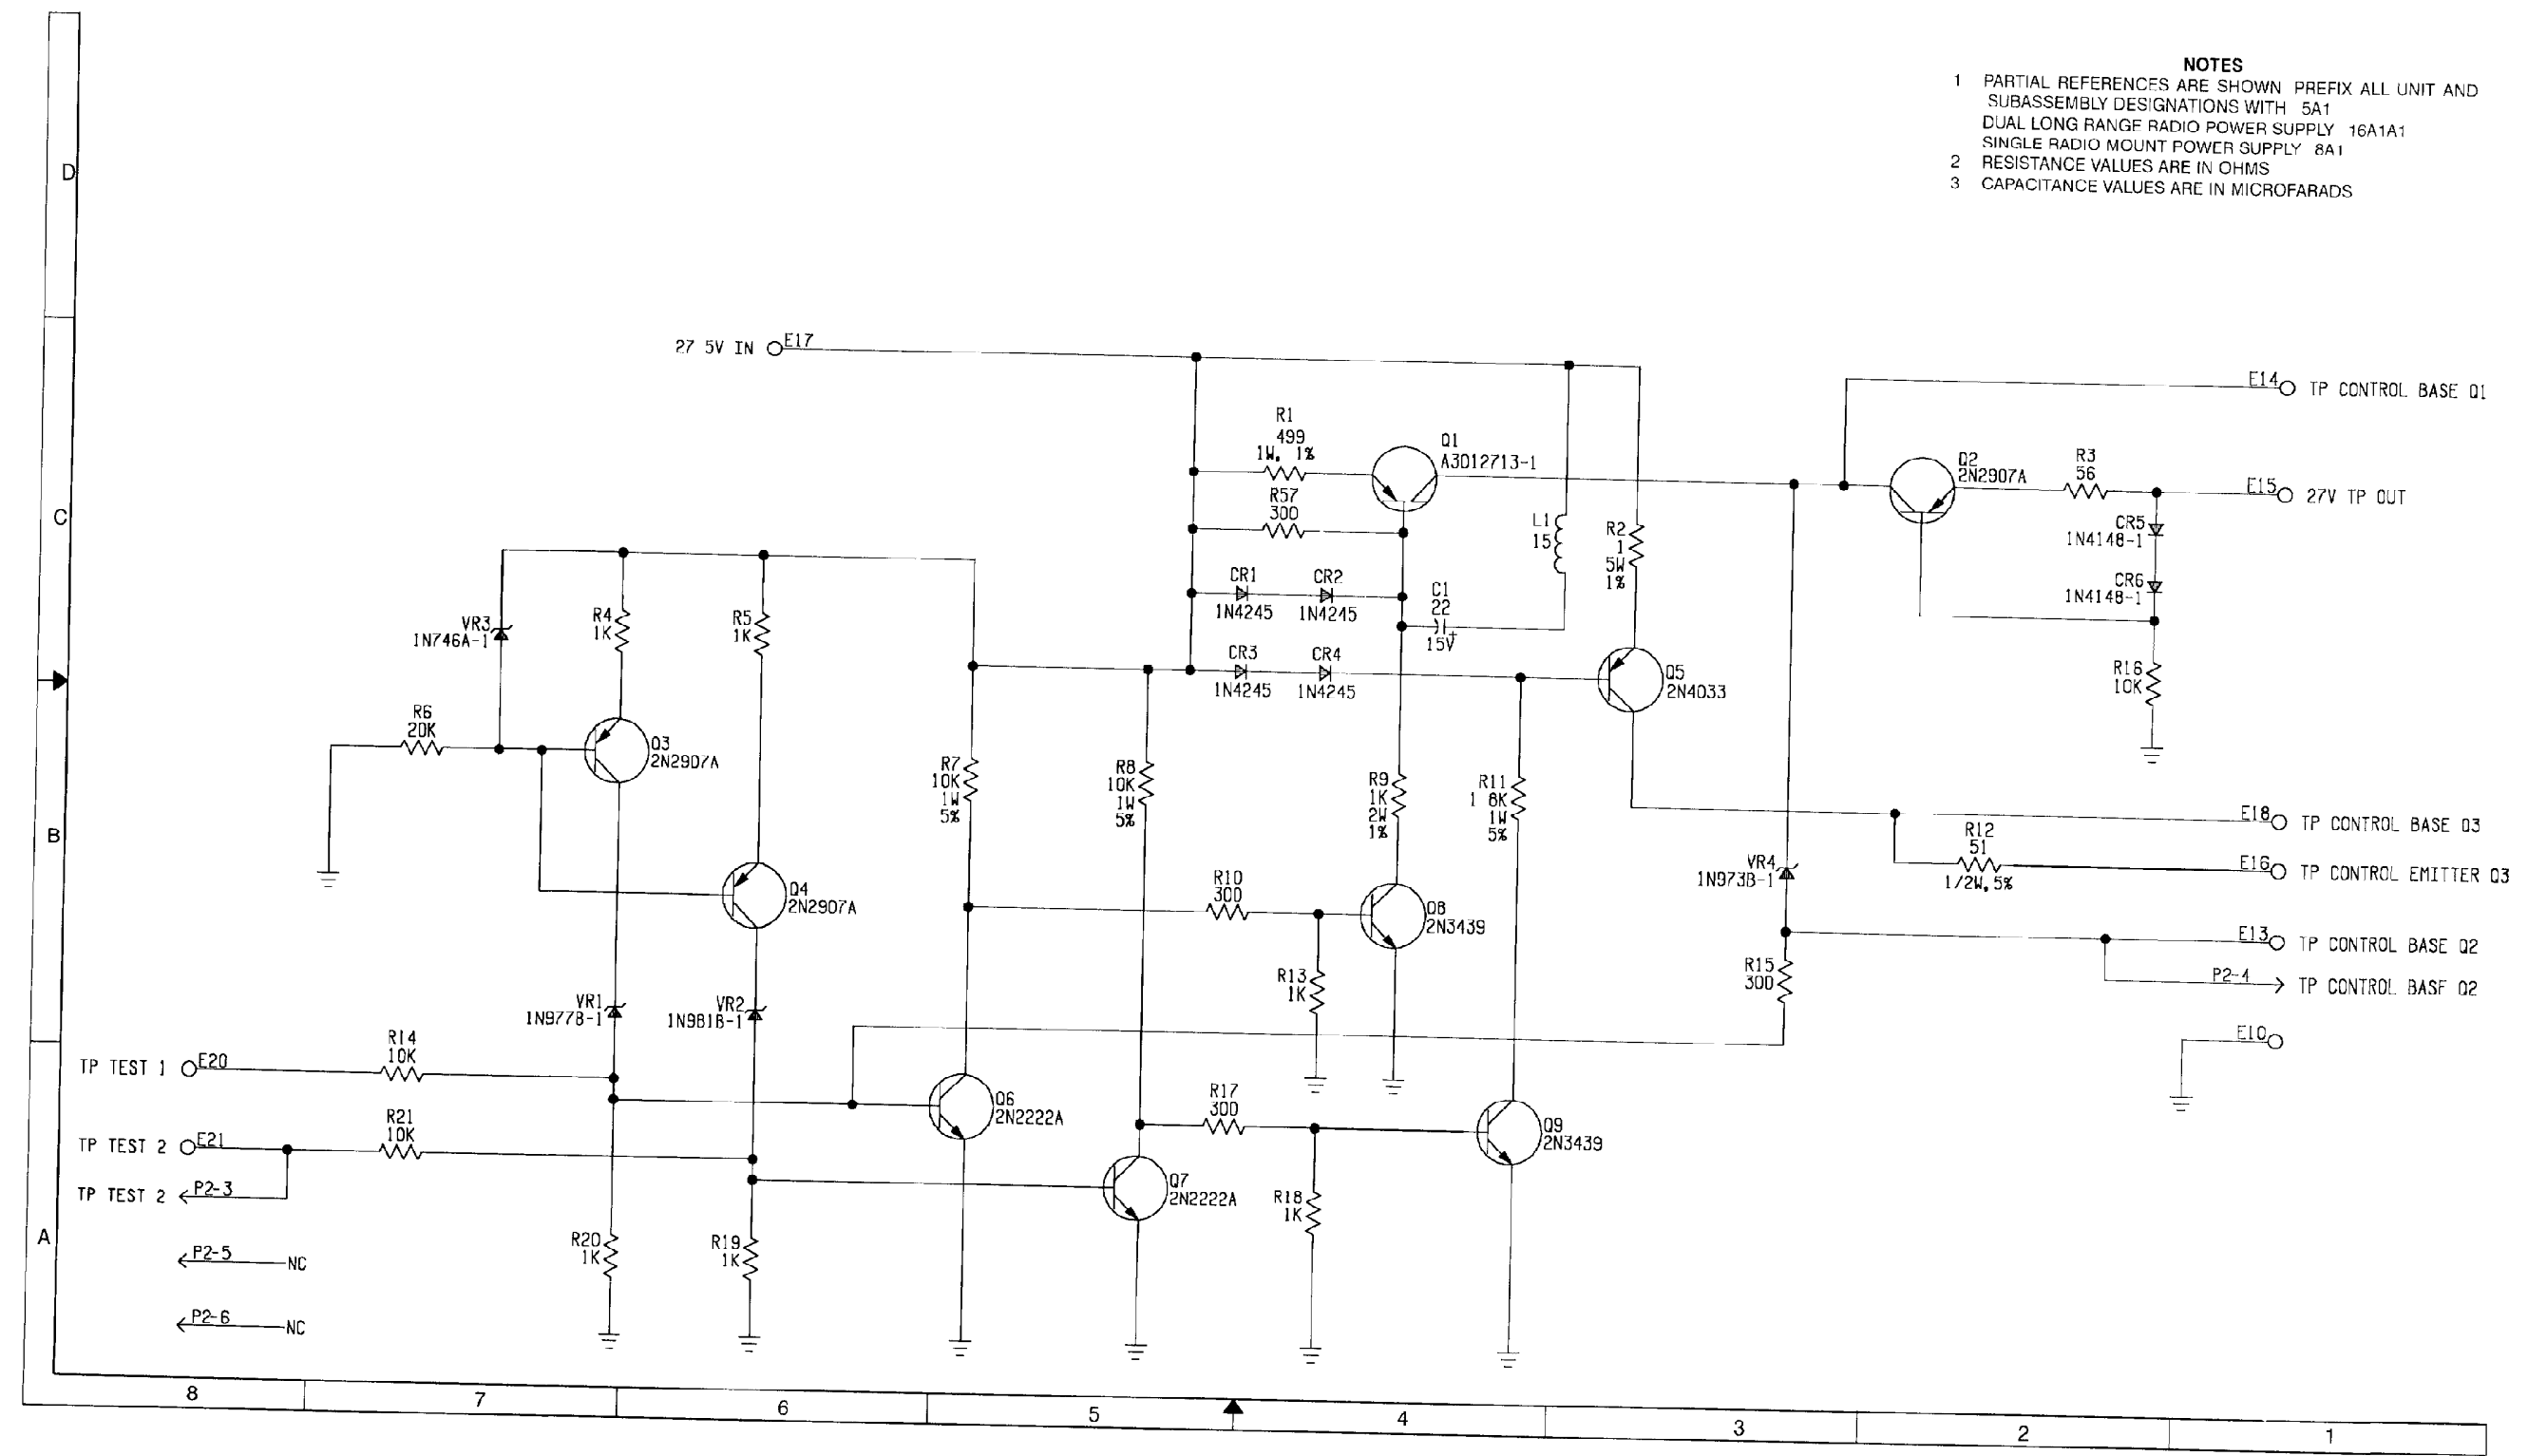 NOTES
1 PARTIAL REFERENCES ARE SHOWN PREFIX ALL UNIT AND
SUBASSEMBLY DESIGNATIONS WITH 5A1
DUAL LONG RANGE RADIO POWER SUPPLY 16A1A1
SINGLE RADIO MOUNT POWER SUPPLY 8A1
2 RESISTANCE VALUES ARE IN OHMS
3 CAPACITANCE VALUES ARE IN MICROFARADS
D
27 5V IN E17
E14 TP CONTROL BASE Q1
R1
499
1W, 1%
Q1
A3012713-1
Q2
2N2907A
R3
56
E15 27V TP OUT
C
R57
300
L1
15
R2
1
5W
1%
CR5
1N4148-1
CR6
1N4148-1
CR1
1N4245
CR2
1N4245
C1
22
15V
+
VR3
1N746A-1
R4
1K
R5
1K
CR3
1N4245
CR4
1N4245
Q5
2N4033
R16
10K
R6
20K
Q3
2N2907A
R7
10K
1W
5%
R8
10K
1W
5%
R9
1K
2W
1%
R11
1 8K
1W
5%
B
E18 TP CONTROL BASE Q3
R12
51
1/2W, 5%
E16 TP CONTROL EMITTER Q3
VR4
1N973B-1
Q4
2N2907A
R10
300
Q8
2N3439
E13 TP CONTROL BASE Q2
P2-4 TP CONTROL BASE Q2
R13
1K
R15
300
VR1
1N977B-1
VR2
1N981B-1
E10
R14
10K
TP TEST 1 E20
Q6
2N2222A
R17
300
Q9
2N3439
R21
10K
TP TEST 2 E21
TP TEST 2 P2-3
Q7
2N2222A
R18
1K
A
R20
1K
R19
1K
P2-5 NC
P2-6 NC
8 7 6 5 4 3 2 1